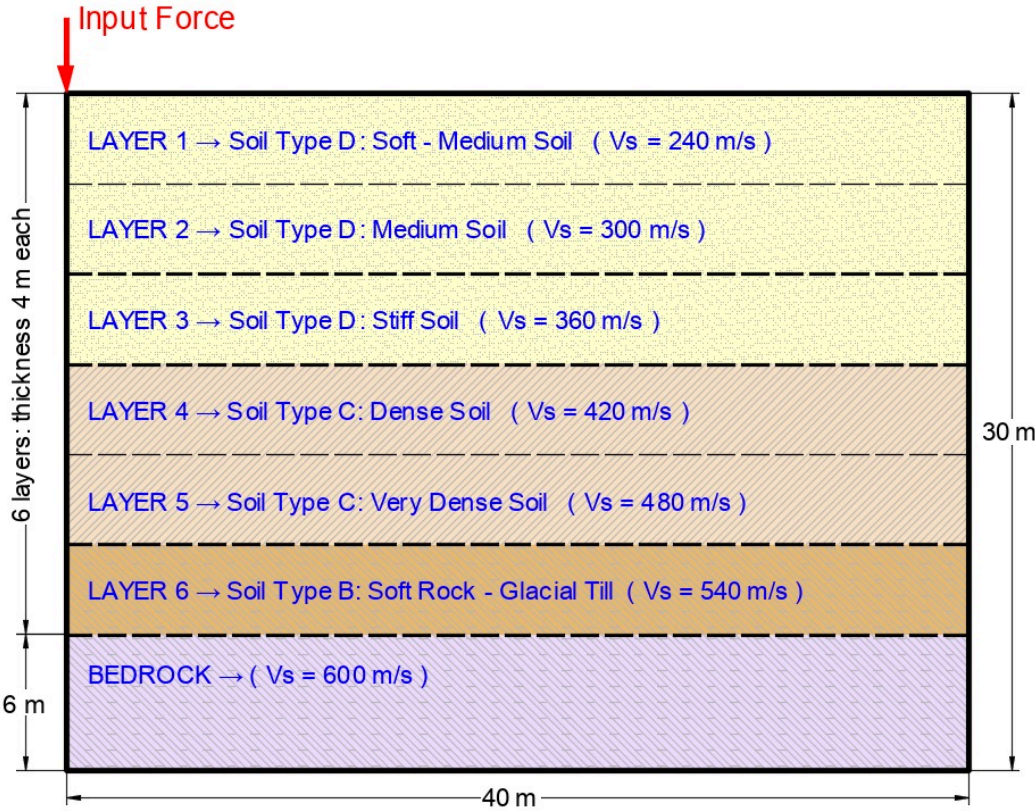 Input Force
LAYER 1 → Soil Type D: Soft - Medium Soil ( Vs = 240 m/s )
LAYER 2 → Soil Type D: Medium Soil ( Vs = 300 m/s )
LAYER 3 → Soil Type D: Stiff Soil ( Vs = 360 m/s )
LAYER 4 → Soil Type C: Dense Soil ( Vs = 420 m/s )
LAYER 5 → Soil Type C: Very Dense Soil ( Vs = 480 m/s )
LAYER 6 → Soil Type B: Soft Rock - Glacial Till ( Vs = 540 m/s )
BEDROCK → ( Vs = 600 m/s )
6 layers: thickness 4 m each
6 m
30 m
40 m